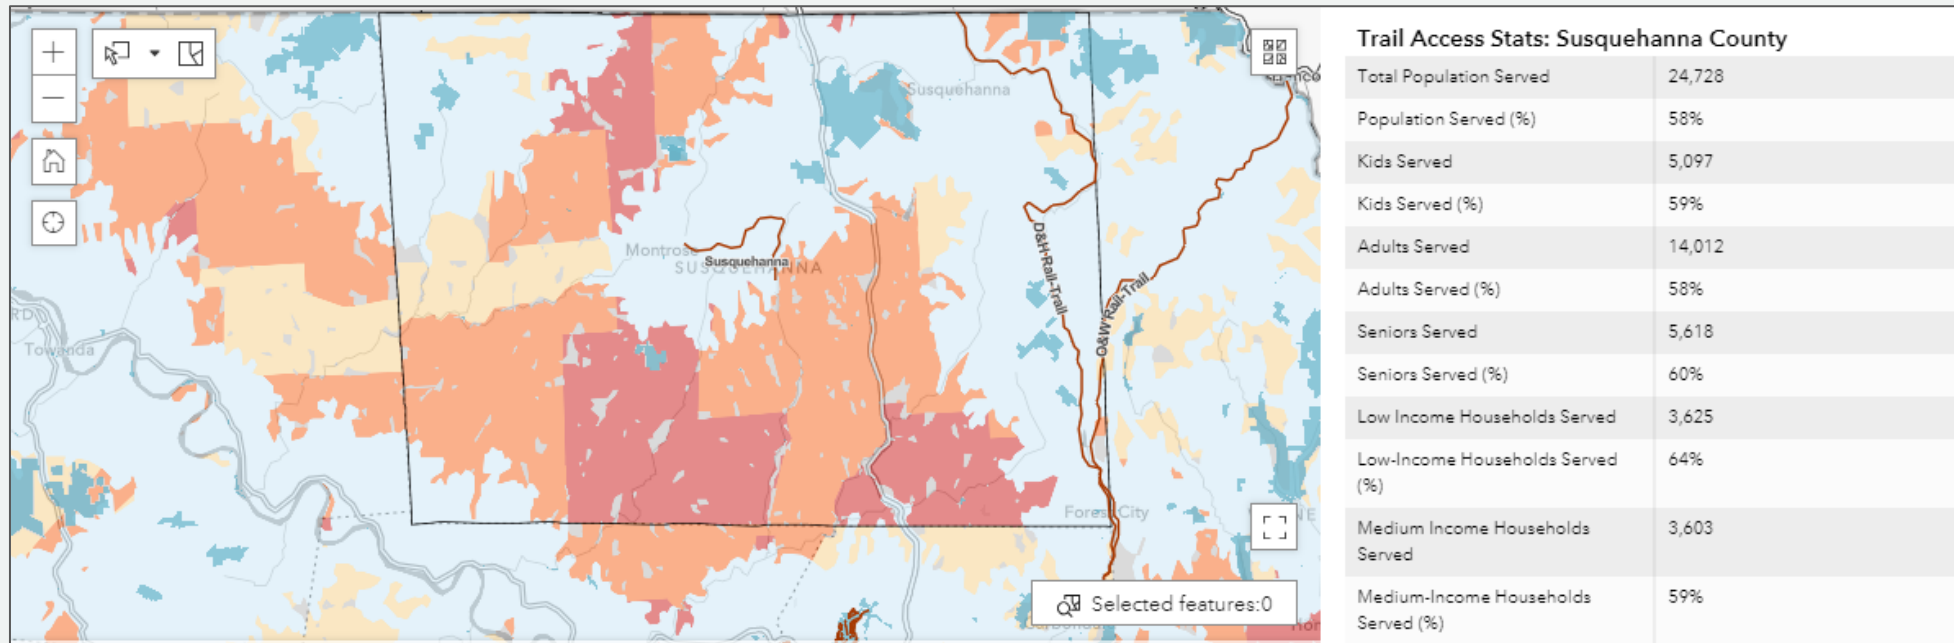 Susquehanna
Montrose
SUSQUEHANNA
Susquehanna
D&H-Rail-Trail
O&W Rail-Trail
Towanda
Forest City
Selected features:0
Trail Access Stats: Susquehanna County
Total Population Served 24,728
Population Served (%) 58%
Kids Served 5,097
Kids Served (%) 59%
Adults Served 14,012
Adults Served (%) 58%
Seniors Served 5,618
Seniors Served (%) 60%
Low Income Households Served 3,625
Low-Income Households Served 64%
(%)
Medium Income Households 3,603
Served
Medium-Income Households 59%
Served (%)